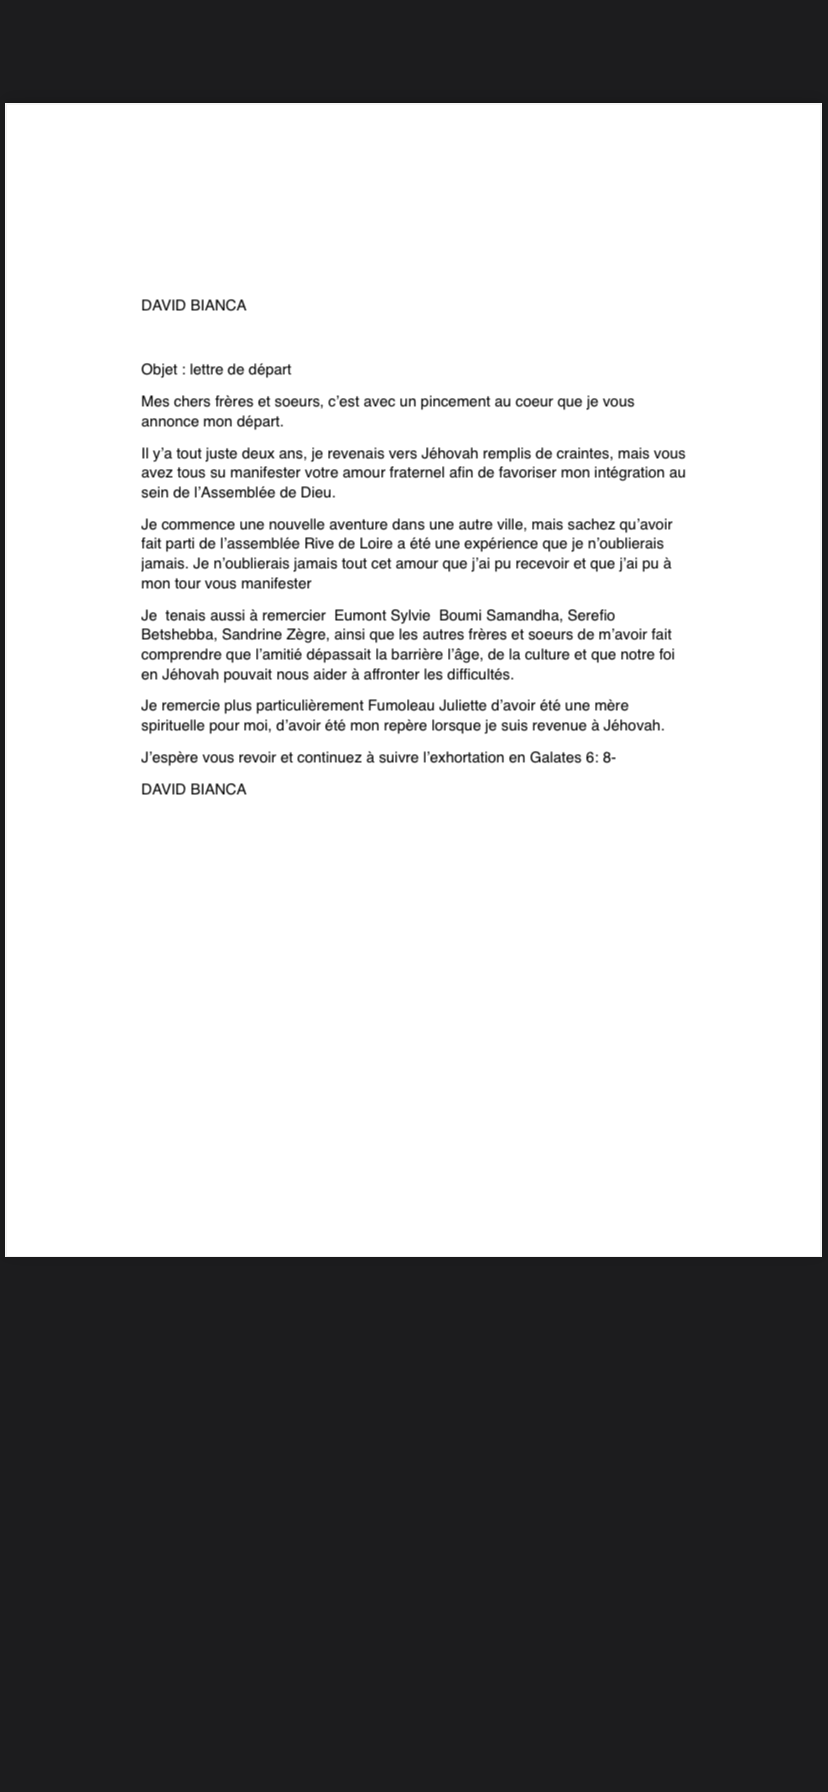 DAVID BIANCA
Objet : lettre de départ
Mes chers frères et soeurs, c’est avec un pincement au coeur que je vous
annonce mon départ.
Il y’a tout juste deux ans, je revenais vers Jéhovah remplis de craintes, mais vous
avez tous su manifester votre amour fraternel afin de favoriser mon intégration au
sein de l’Assemblée de Dieu.
Je commence une nouvelle aventure dans une autre ville, mais sachez qu’avoir
fait parti de l’assemblée Rive de Loire a été une expérience que je n’oublierais
jamais. Je n’oublierais jamais tout cet amour que j’ai pu recevoir et que j’ai pu à
mon tour vous manifester
Je  tenais aussi à remercier  Eumont Sylvie  Boumi Samandha, Serefio
Betshebba, Sandrine Zègre, ainsi que les autres frères et soeurs de m’avoir fait
comprendre que l’amitié dépassait la barrière l’âge, de la culture et que notre foi
en Jéhovah pouvait nous aider à affronter les difficultés.
Je remercie plus particulièrement Fumoleau Juliette d’avoir été une mère
spirituelle pour moi, d’avoir été mon repère lorsque je suis revenue à Jéhovah.
J’espère vous revoir et continuez à suivre l’exhortation en Galates 6: 8-
DAVID BIANCA